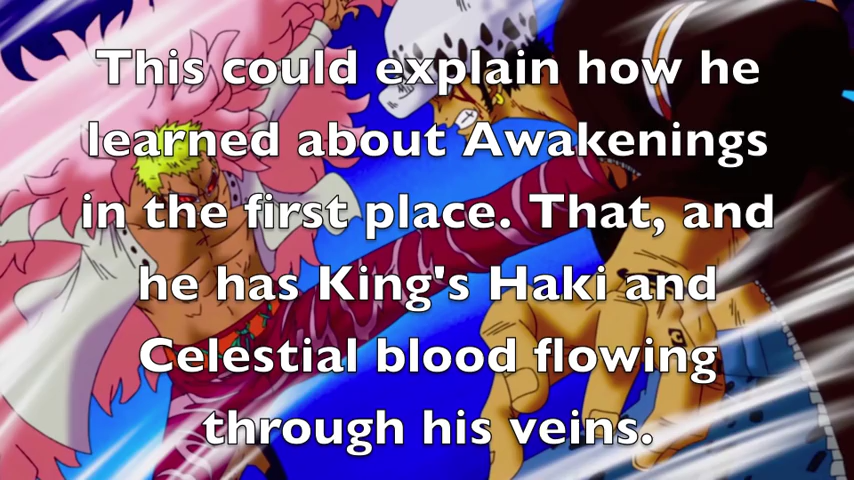 This could explain how he
learned about Awakenings
in the first place. That, and
he has King's Haki and
Celestial blood flowing
through his veins.